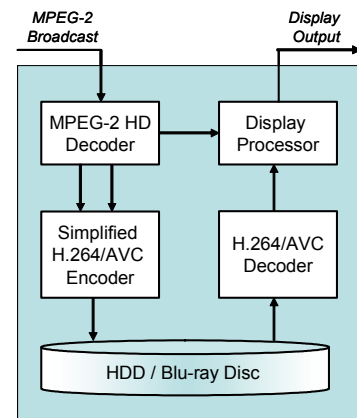 MPEG-2
Broadcast
Display
Output
MPEG-2 HD
Decoder
Display
Processor
Simplified
H.264/AVC
Encoder
H.264/AVC
Decoder
HDD / Blu-ray Disc